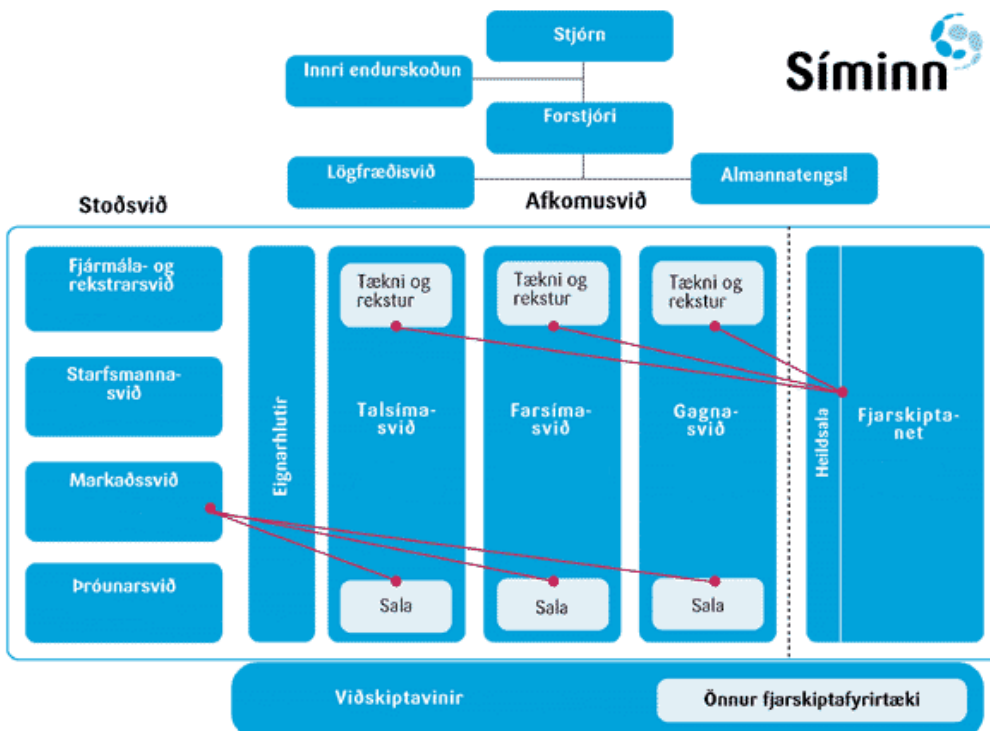 Stjórn
Síminn
Innri endurskoðun
Forstjóri
Lögfræðisvið
Almannatengsl
Stoðsvið
Afkomusvið
Fjármála- og
rekstrarsvið
Starfsmanna-
svið
Markaðssvið
Þróunarsvið
Eignarhlutir
Tækni og
rekstur
Talsíma-
svið
Sala
Tækni og
rekstur
Farsíma-
svið
Sala
Tækni og
rekstur
Gagna-
svið
Sala
Heildsala
Fjarskipta-
net
Viðskiptavinir
Önnur fjarskiptafyrirtæki